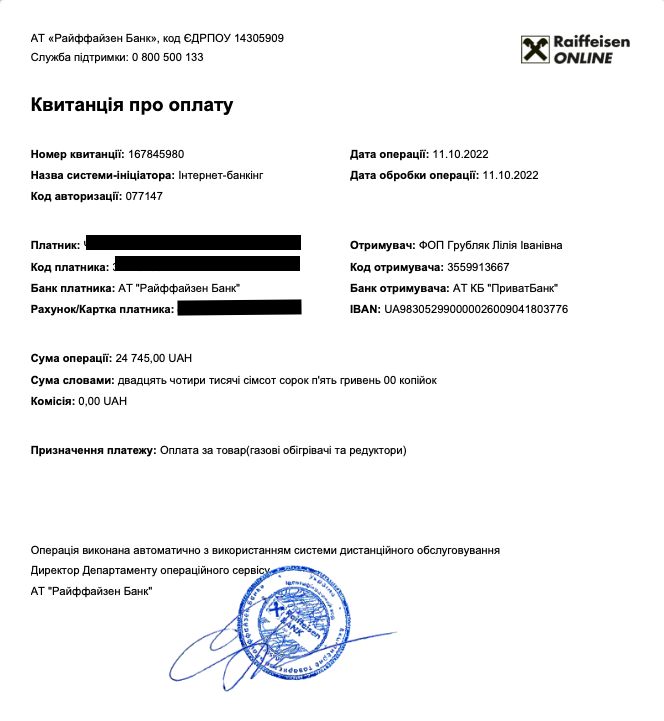 АТ «Райффайзен Банк», код ЄДРПОУ 14305909
Служба підтримки: 0 800 500 133
Raiffeisen
ONLINE
Квитанція про оплату
Номер квитанції: 167845980
Дата операції: 11.10.2022
Назва системи-ініціатора: Інтернет-банкінг
Дата обробки операції: 11.10.2022
Код авторизації: 077147
Платник:
Отримувач: ФОП Грубляк Лілія Іванівна
Код платника:
Код отримувача: 3559913667
Банк платника: АТ "Райффайзен Банк"
Банк отримувача: АТ КБ "ПриватБанк"
Рахунок/Картка платника:
IBAN: UA983052990000026009041803776
Сума операції: 24 745,00 UAH
Сума словами: двадцять чотири тисячі сімсот сорок п'ять гривень 00 копійок
Комісія: 0,00 UAH
Призначення платежу: Оплата за товар(газові обігрівачі та редуктори)
Операція виконана автоматично з використанням системи дистанційного обслуговування
Директор Департаменту операційного сервісу
АТ "Райффайзен Банк"
Raiffeisen
BANK